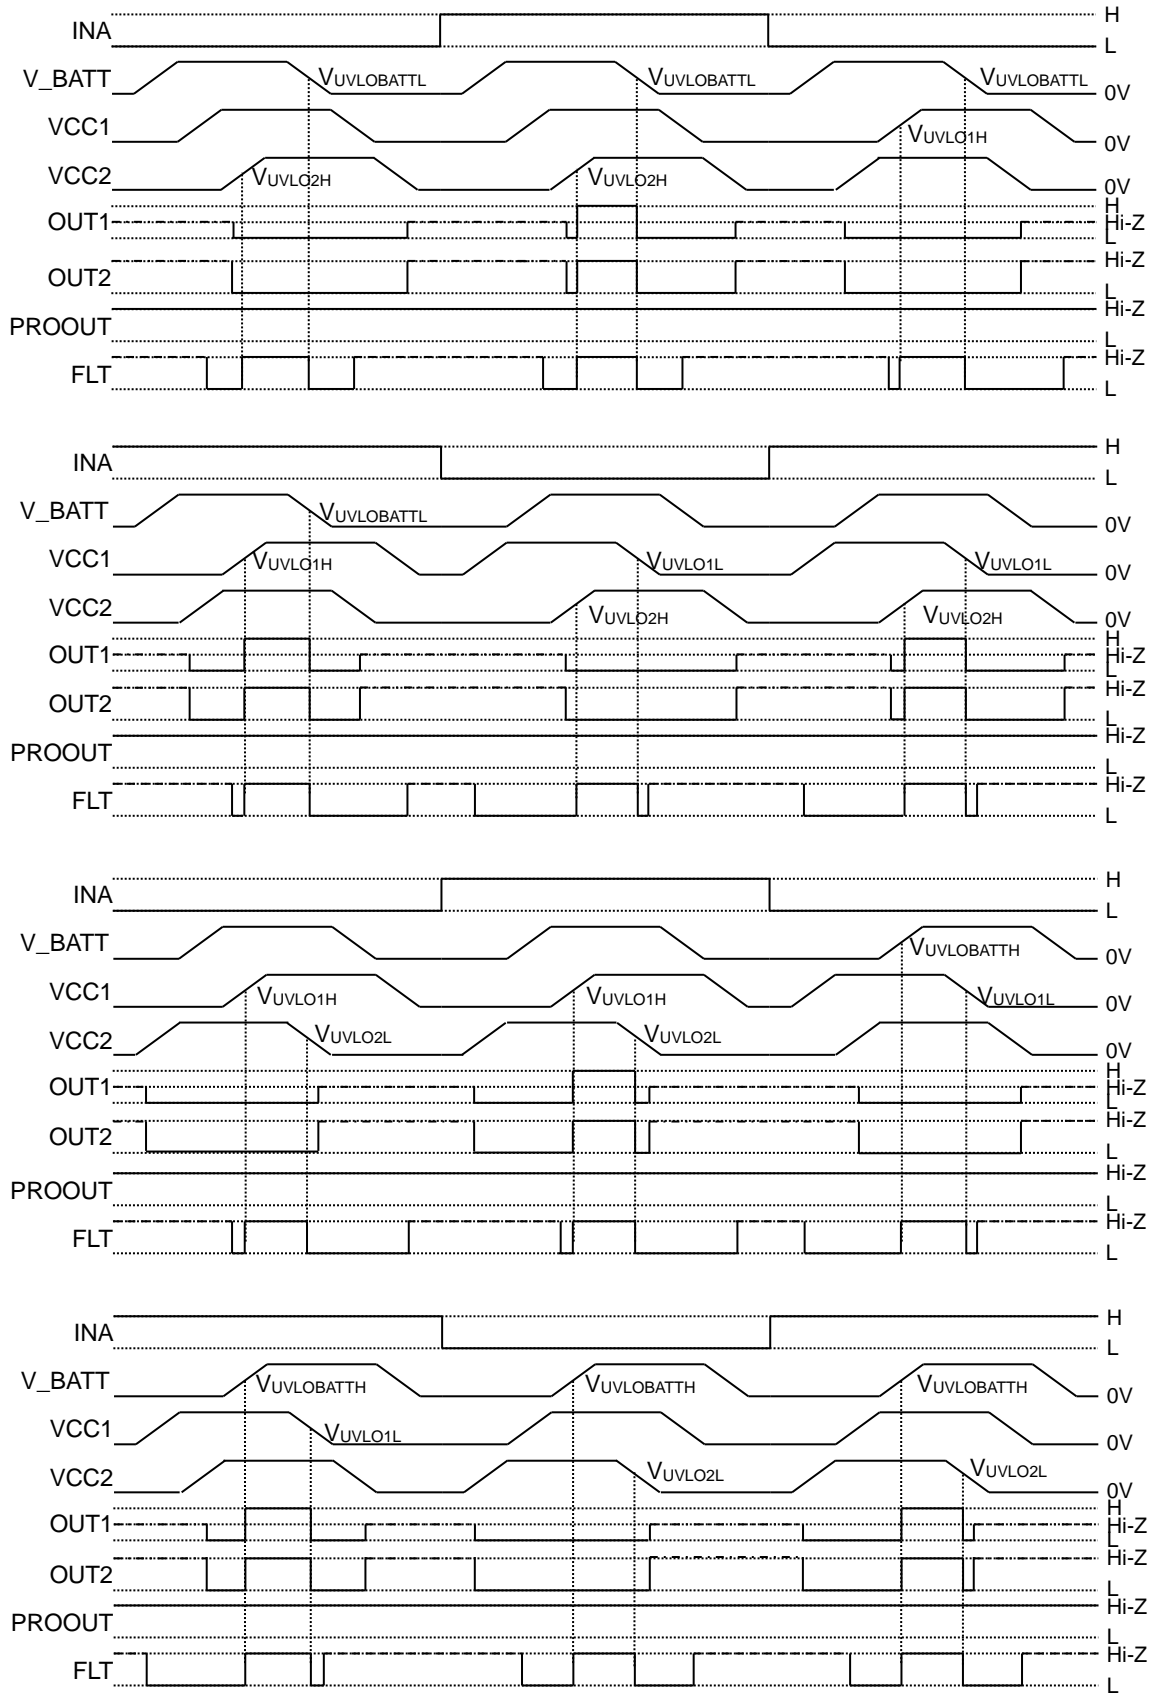 INA H
L
V_BATT VUVLOBATTL VUVLOBATTL VUVLOBATTL 0V
VCC1 VUVLO1H 0V
VCC2 VUVLO2H VUVLO2H 0V
OUT1 H
Hi-Z
L
OUT2 Hi-Z
L
PROOUT Hi-Z
L
FLT Hi-Z
L
INA H
L
V_BATT VUVLOBATTL 0V
VCC1 VUVLO1H VUVLO1L VUVLO1L 0V
VCC2 VUVLO2H VUVLO2H 0V
OUT1 H
Hi-Z
L
OUT2 Hi-Z
L
PROOUT Hi-Z
L
FLT Hi-Z
L
INA H
L
V_BATT VUVLOBATTH 0V
VCC1 VUVLO1H VUVLO1H VUVLO1L 0V
VCC2 VUVLO2L VUVLO2L 0V
OUT1 H
Hi-Z
L
OUT2 Hi-Z
L
PROOUT Hi-Z
L
FLT Hi-Z
L
INA H
L
V_BATT VUVLOBATTH VUVLOBATTH VUVLOBATTH 0V
VCC1 VUVLO1L 0V
VCC2 VUVLO2L VUVLO2L 0V
OUT1 H
Hi-Z
L
OUT2 Hi-Z
L
PROOUT Hi-Z
L
FLT Hi-Z
L